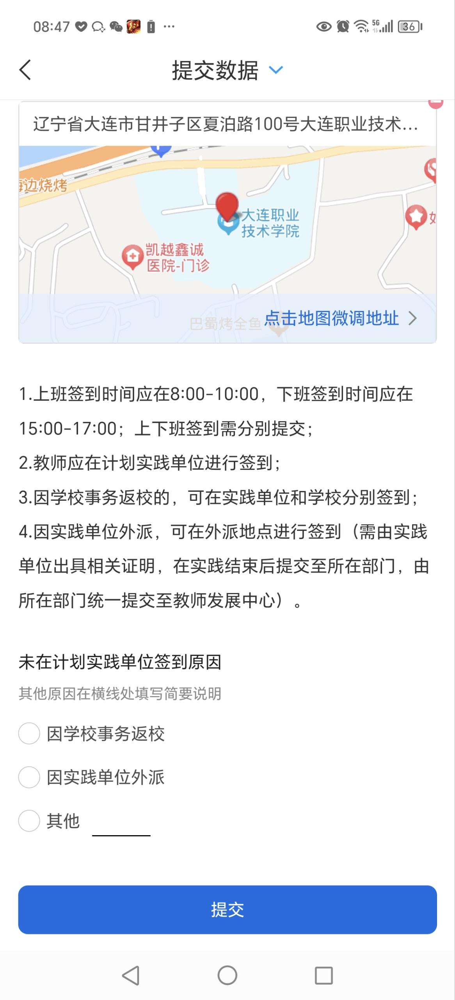 08:47
5G
36
提交数据
辽宁省大连市甘井子区夏泊路100号大连职业技术...
边烧烤
大连职业
技术学院
凯越鑫诚
医院-门诊
巴蜀烤全鱼
点击地图微调地址
1.上班签到时间应在8:00-10:00，下班签到时间应在
15:00-17:00；上下班签到需分别提交；
2.教师应在计划实践单位进行签到；
3.因学校事务返校的，可在实践单位和学校分别签到；
4.因实践单位外派，可在外派地点进行签到（需由实践
单位出具相关证明，在实践结束后提交至所在部门，由
所在部门统一提交至教师发展中心）。
未在计划实践单位签到原因
其他原因在横线处填写简要说明
因学校事务返校
因实践单位外派
其他
提交